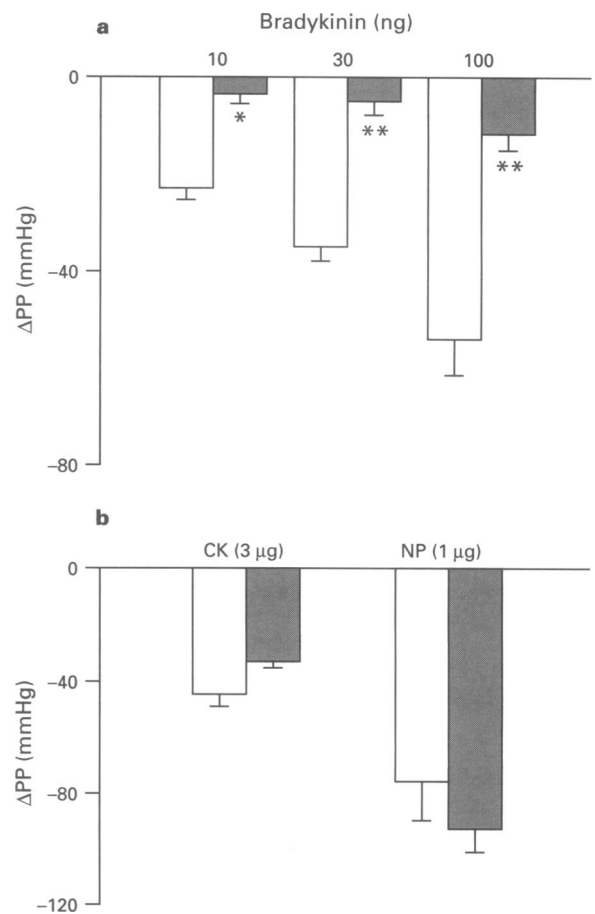 a
Bradykinin (ng)
10 30 100
0
* ** **
-40
-80
ΔPP (mmHg)
b
CK (3 μg) NP (1 μg)
0
-40
-80
-120
ΔPP (mmHg)